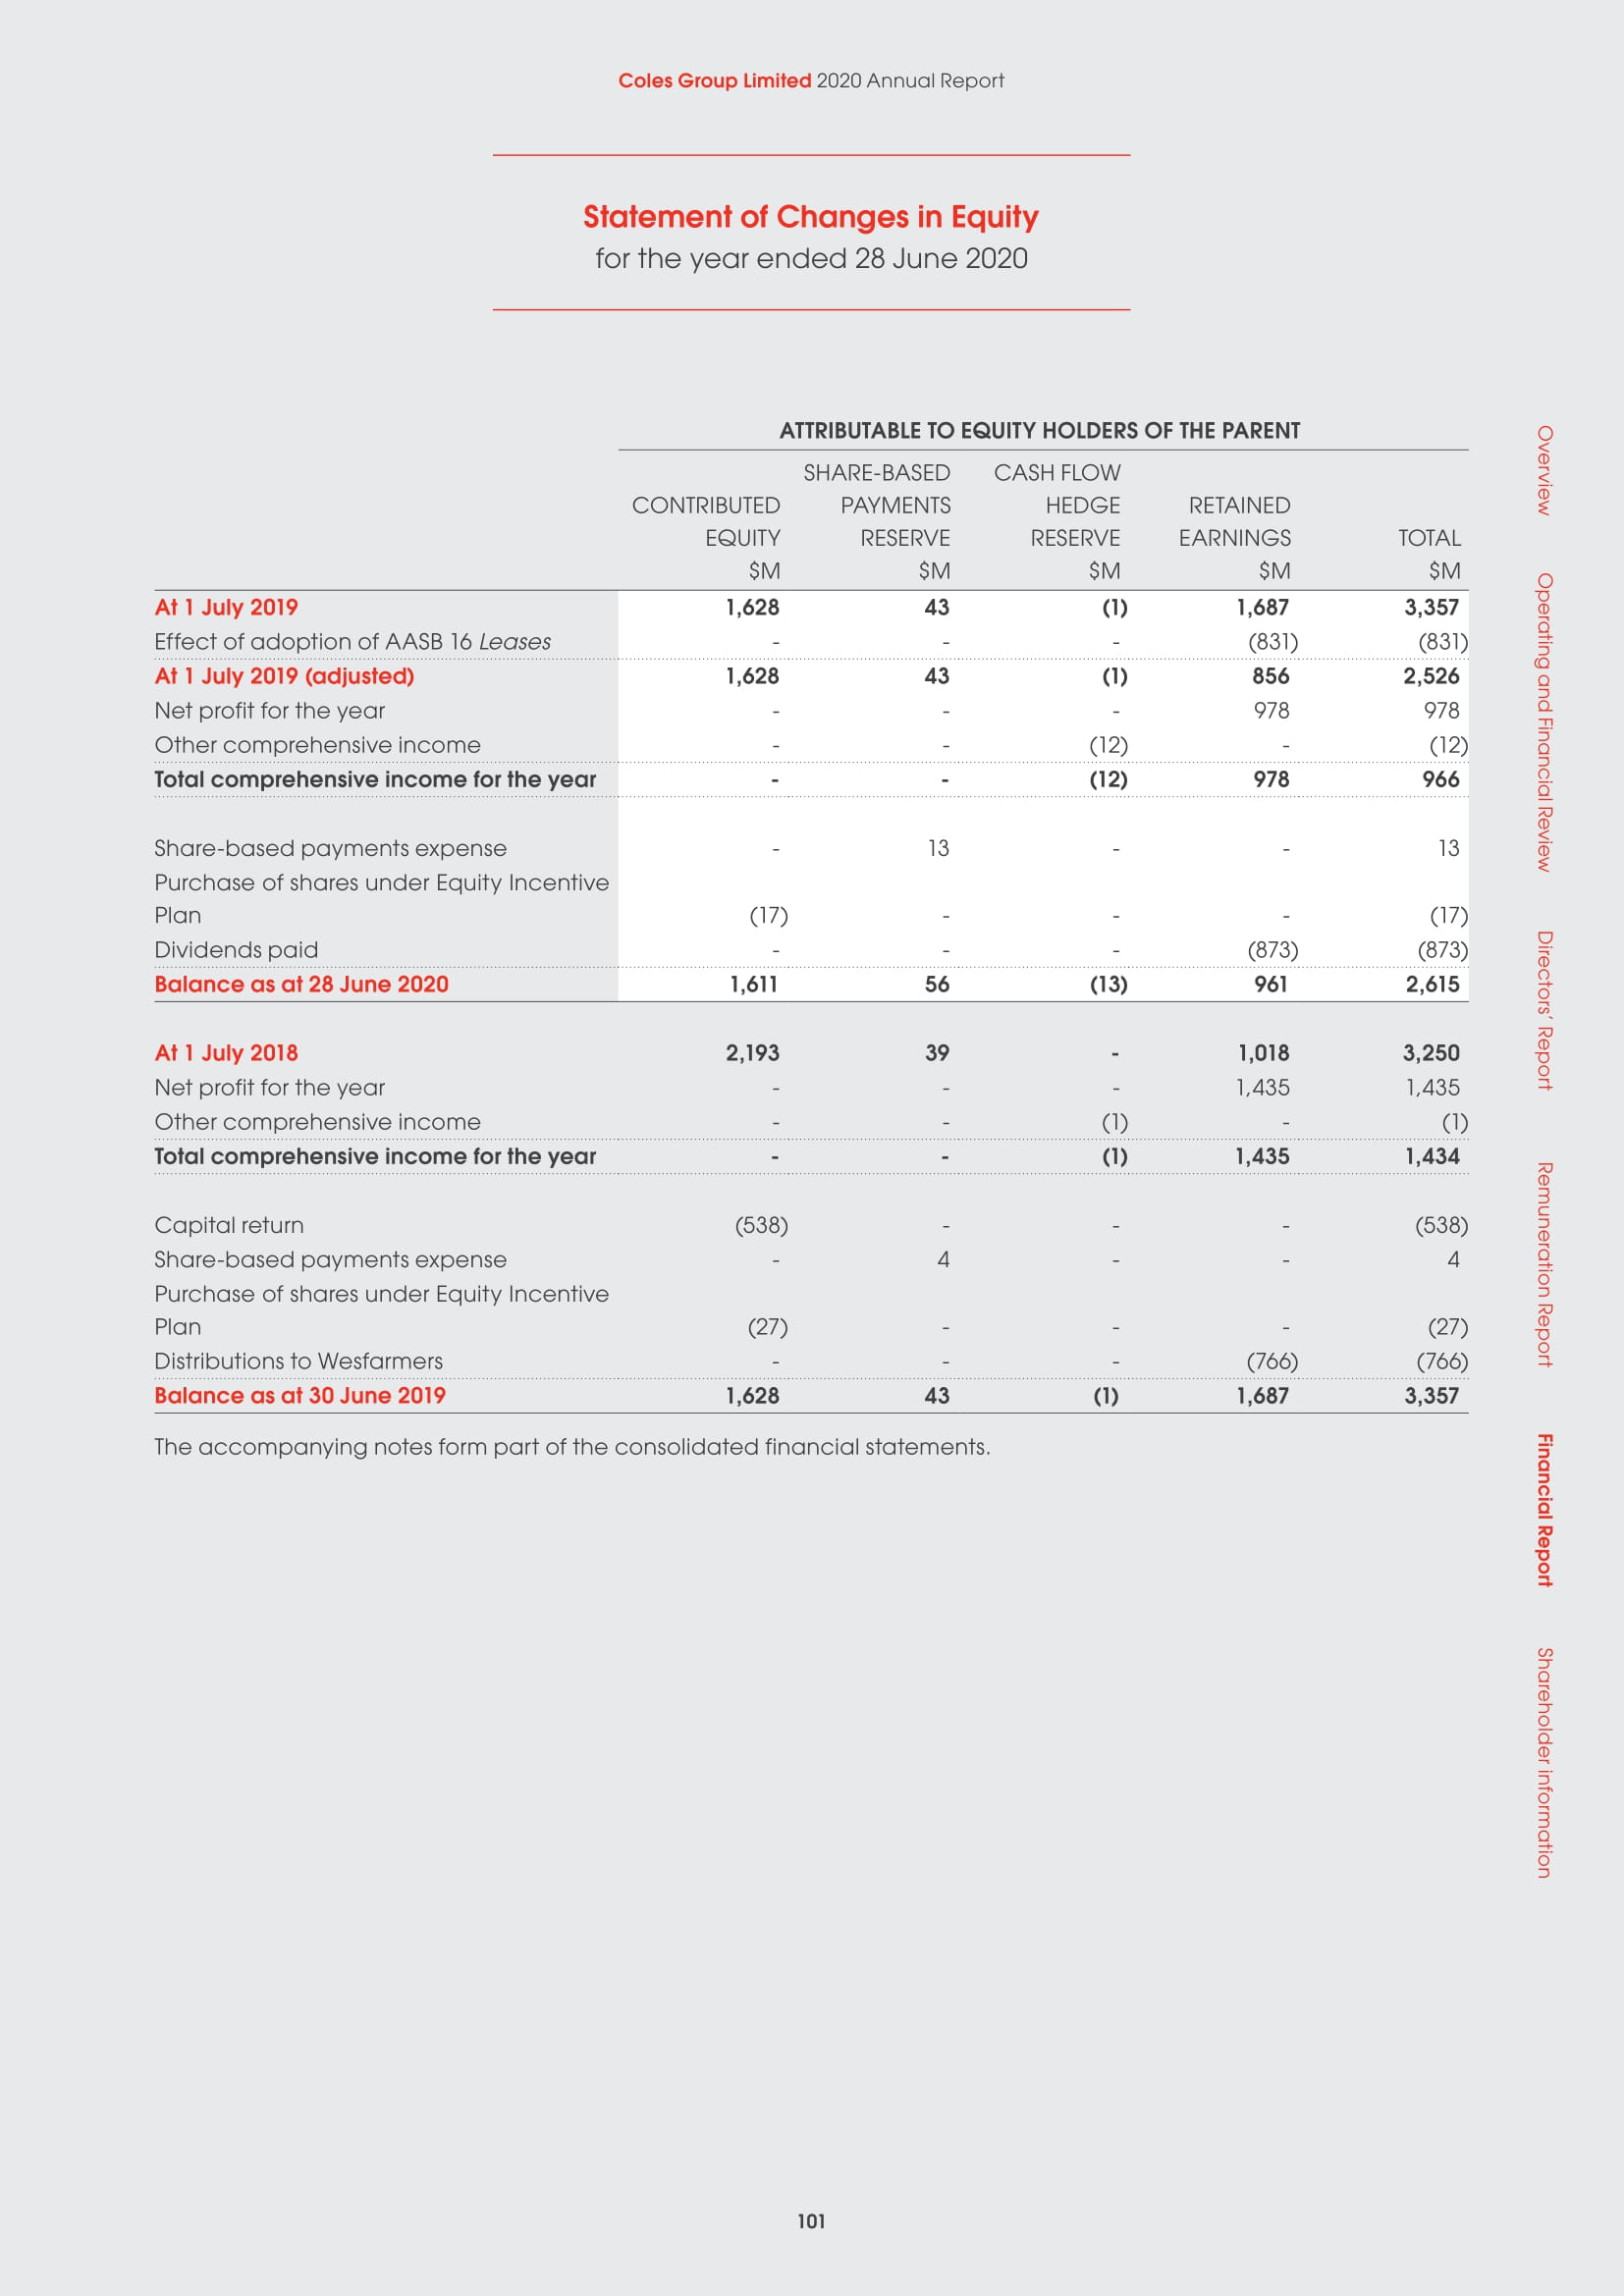 Coles Group Limited 2020 Annual Report
Statement of Changes in Equity
for the year ended 28 June 2020
ATTRIBUTABLE TO EQUITY HOLDERS OF THE PARENT
SHARE-BASED CASH FLOW
CONTRIBUTED PAYMENTS HEDGE RETAINED
EQUITY RESERVE RESERVE EARNINGS TOTAL
$M $M $M $M $M
At 1 July 2019 1,628 43 (1) 1,687 3,357
Effect of adoption of AASB 16 Leases - - - (831) (831)
At 1 July 2019 (adjusted) 1,628 43 (1) 856 2,526
Net profit for the year - - - 978 978
Other comprehensive income - - (12) - (12)
Total comprehensive income for the year - - (12) 978 966
Share-based payments expense - 13 - - 13
Purchase of shares under Equity Incentive
Plan (17) - - - (17)
Dividends paid - - - (873) (873)
Balance as at 28 June 2020 1,611 56 (13) 961 2,615
At 1 July 2018 2,193 39 - 1,018 3,250
Net profit for the year - - - 1,435 1,435
Other comprehensive income - - (1) - (1)
Total comprehensive income for the year - - (1) 1,435 1,434
Capital return (538) - - - (538)
Share-based payments expense - 4 - - 4
Purchase of shares under Equity Incentive
Plan (27) - - - (27)
Distributions to Wesfarmers - - - (766) (766)
Balance as at 30 June 2019 1,628 43 (1) 1,687 3,357
The accompanying notes form part of the consolidated financial statements.
Overview
Operating and Financial Review
Directors' Report
Remuneration Report
Financial Report
Shareholder information
101